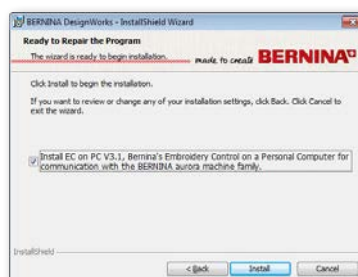 BERNINA DesignWorks - InstallShield Wizard
Ready to Repair the Program
The wizard is ready to begin installation.
made to create BERNINA
Click Install to begin the installation.
If you want to review or change any of your installation settings, click Back. Click Cancel to
exit the wizard.
Install EC on PC V3.1, Bernina's Embroidery Control on a Personal Computer for
communication with the BERNINA aurora machine family.
InstallShield
< Back
Install
Cancel